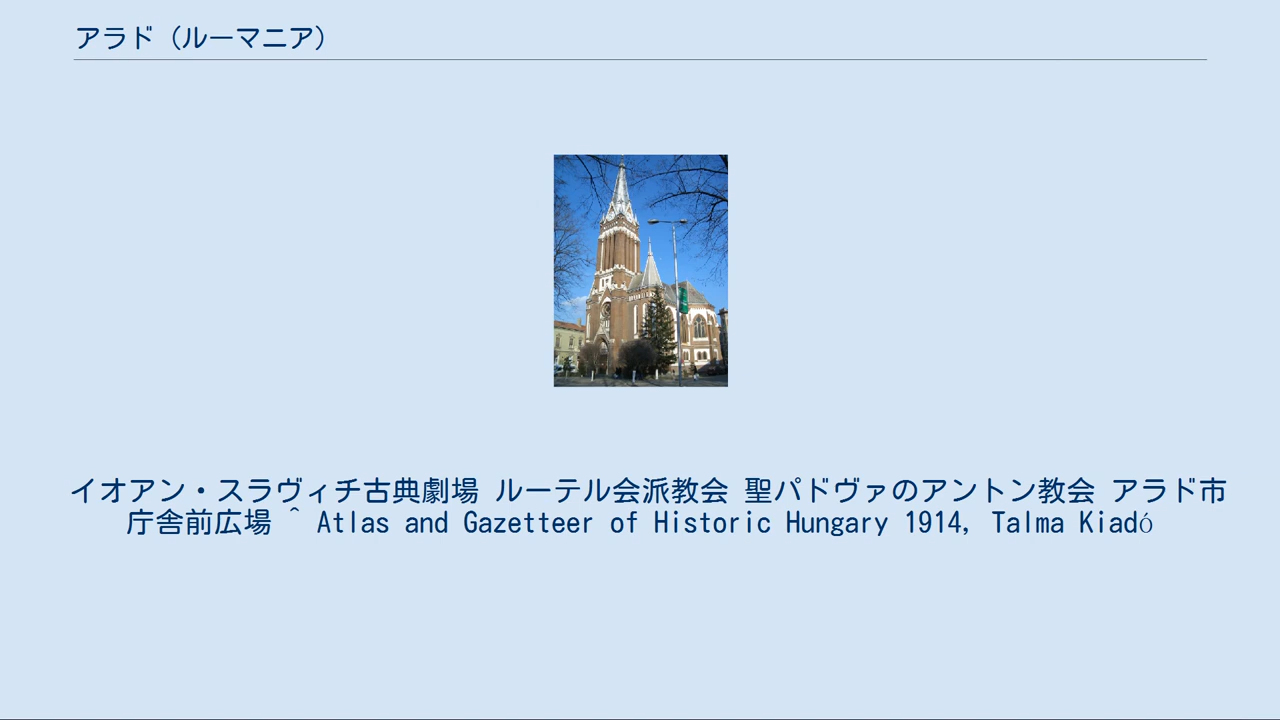 アラド（ルーマニア）
イオアン・スラヴィチ古典劇場 ルーテル会派教会 聖パドヴァのアントン教会 アラド市
庁舎前広場 ^ Atlas and Gazetteer of Historic Hungary 1914, Talma Kiadó